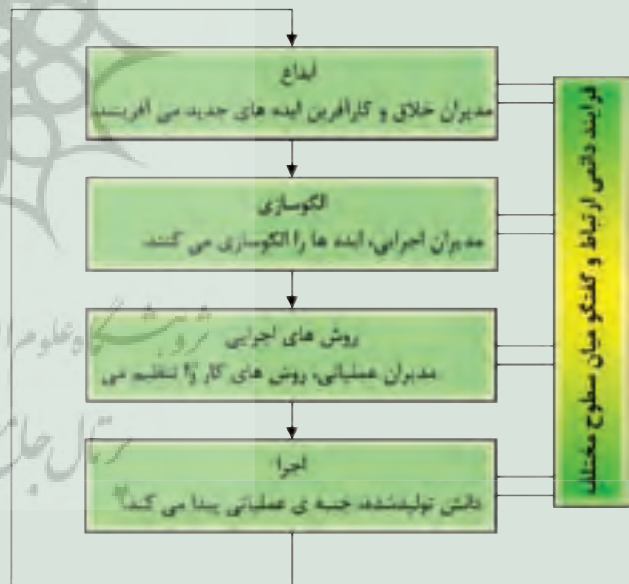 ابداع
مدیران خلاق و کارآفرین ایده های جدید می آفرینند.
الگوسازی
مدیران اجرایی، ایده ها را الگوسازی می کنند.
روش های اجرایی
مدیران عملیاتی، روش های کار را تنظیم می
اجرا
دانش تولیدشده، جنبه ی عملیاتی پیدا می کند.
فرایند دائمی ارتباط و گفتگو میان سطوح مختلف